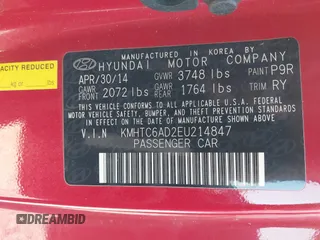 MANUFACTURED IN KOREA BY
HYUNDAI MOTOR COMPANY
APR/30/14 GVWR 3748 lbs PAINT P9R
GAWR FRONT 2072 lbs GAWR REAR 1764 lbs TRIM RY
THIS VEHICLE CONFORMS TO ALL APPLICABLE U.S.
FEDERAL MOTOR VEHICLE SAFETY
BUMPER, AND THEFT PREVENTION STANDARDS
IN EFFECT ON THE DATE OF MANUFACTURE SHOWN ABOVE.
V.I.N KMHTC6AD2EU214847
PASSENGER CAR
CAPACITY REDUCED
DREAMBID